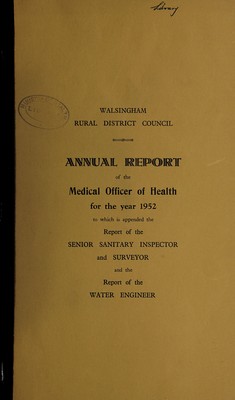 Library
WALSINGHAM
RURAL DISTRICT COUNCIL
ANNUAL REPORT
of the
Medical Officer of Health
for the year 1952
to which is appended the
Report of the
SENIOR SANITARY INSPECTOR
and SURVEYOR
and the
Report of the
WATER ENGINEER